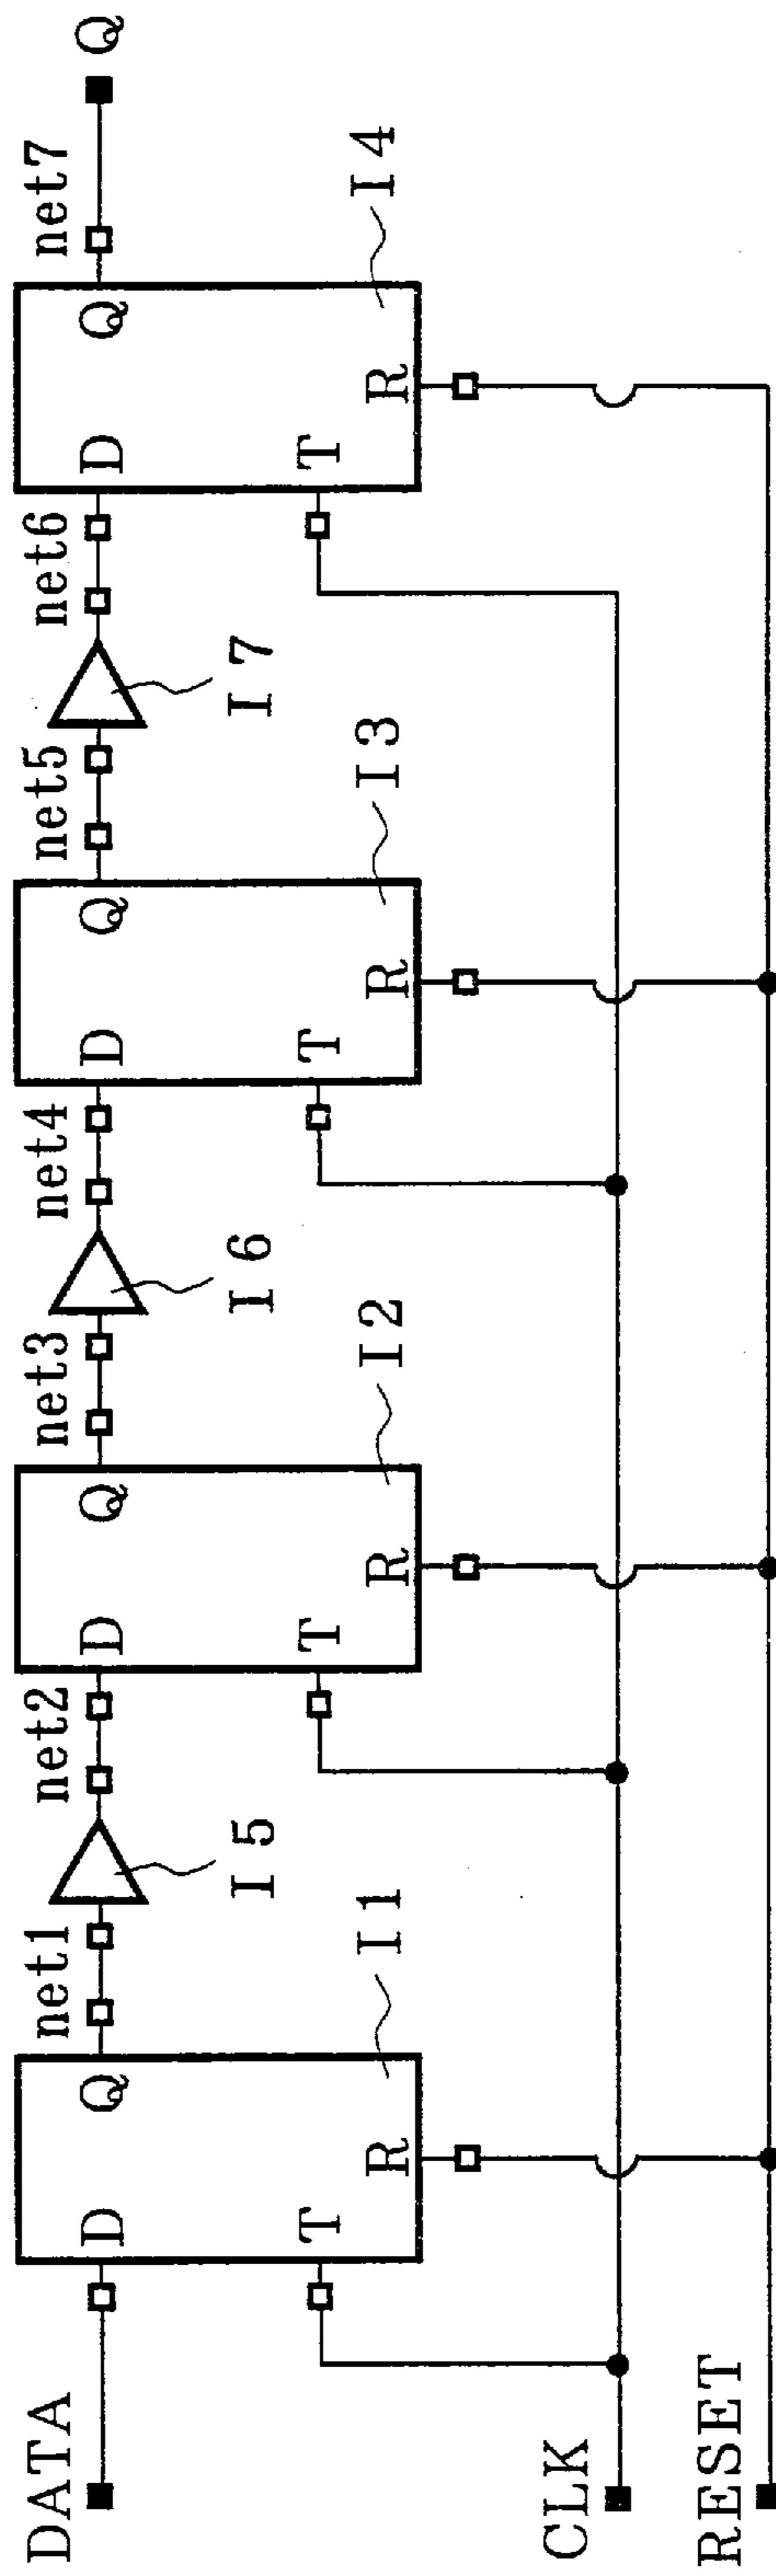 DATA
net1
net2
net3
net4
net5
net6
net7
Q
D Q
D Q
D Q
D Q
I5
I6
I7
T R
T R
T R
T R
I1
I2
I3
I4
CLK
RESET